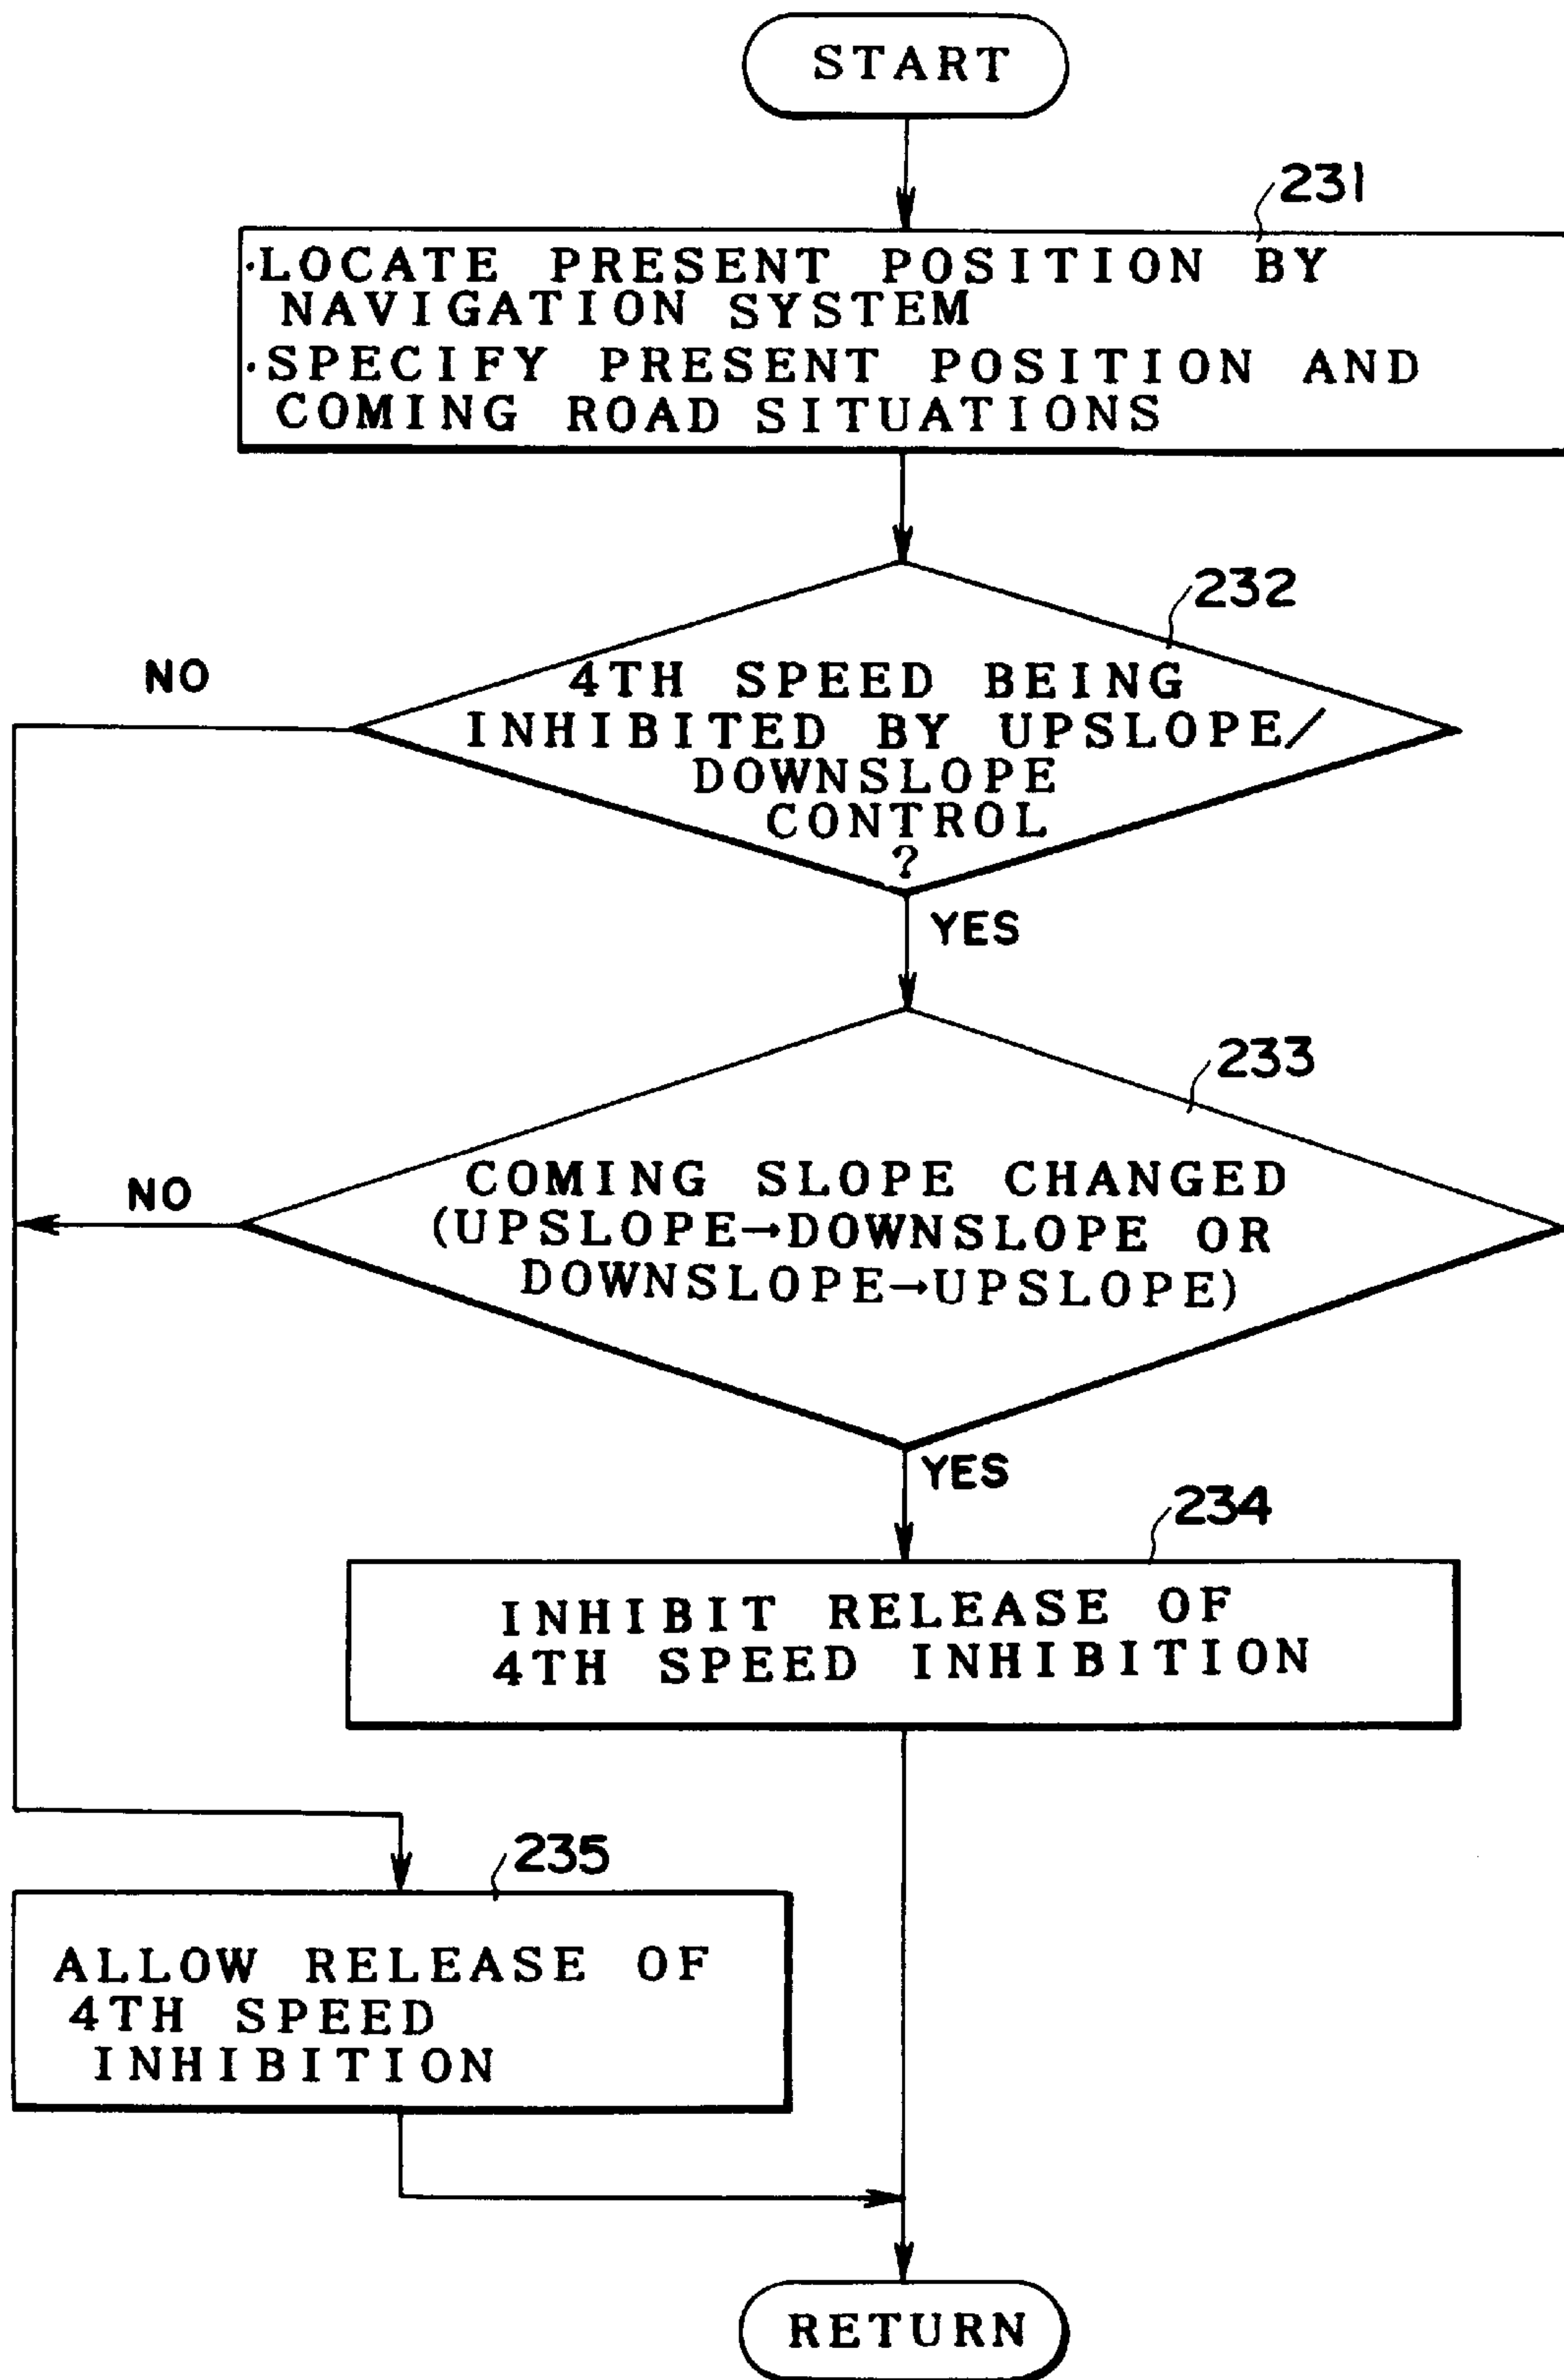 START
231
·LOCATE PRESENT POSITION BY
NAVIGATION SYSTEM
·SPECIFY PRESENT POSITION AND
COMING ROAD SITUATIONS
232
NO
4TH SPEED BEING
INHIBITED BY UPSLOPE/
DOWNSLOPE
CONTROL
?
YES
233
NO
COMING SLOPE CHANGED
(UPSLOPE→DOWNSLOPE OR
DOWNSLOPE→UPSLOPE)
YES
234
INHIBIT RELEASE OF
4TH SPEED INHIBITION
235
ALLOW RELEASE OF
4TH SPEED
INHIBITION
RETURN